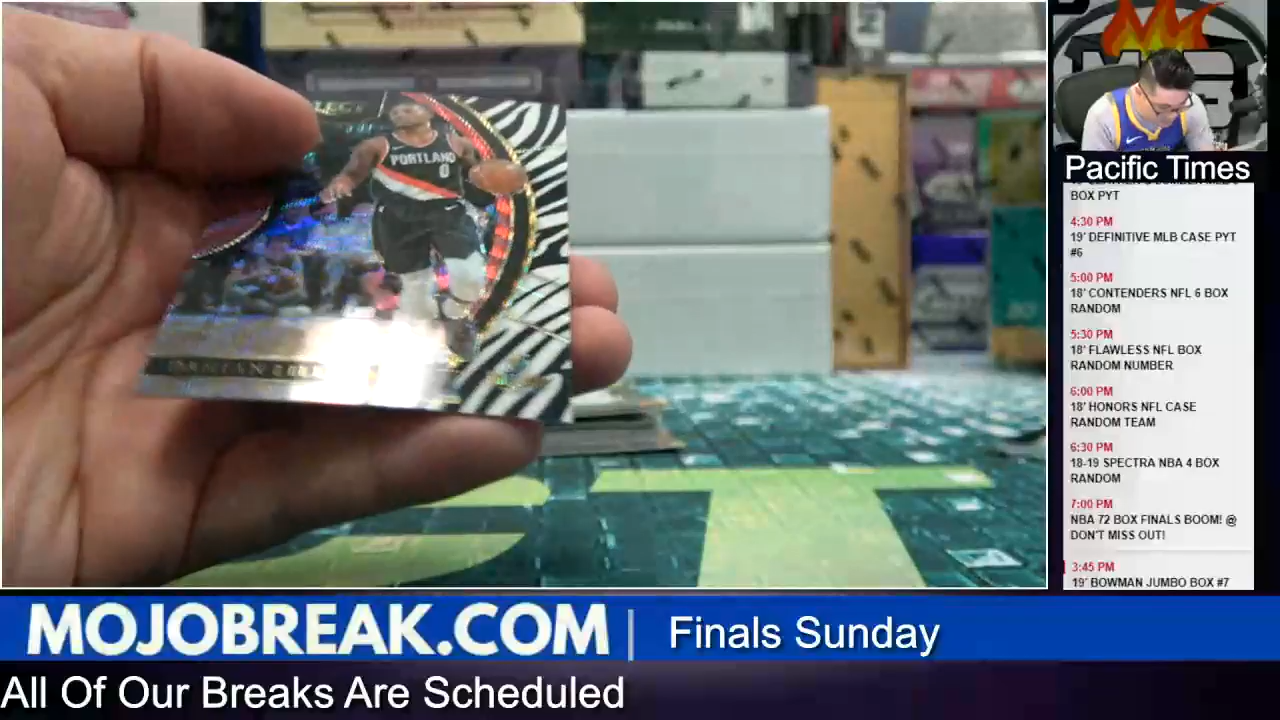 PORTLAND
0
Pacific Times
BOX PYT
4:30 PM
19' DEFINITIVE MLB CASE PYT
#6
5:00 PM
18' CONTENDERS NFL 6 BOX
RANDOM
5:30 PM
18' FLAWLESS NFL BOX
RANDOM NUMBER
6:00 PM
18' HONORS NFL CASE
RANDOM TEAM
6:30 PM
18-19 SPECTRA NBA 4 BOX
RANDOM
7:00 PM
NBA 72 BOX FINALS BOOM! @
DON'T MISS OUT!
3:45 PM
19' BOWMAN JUMBO BOX #7
MOJOBREAK.COM | Finals Sunday
All Of Our Breaks Are Scheduled